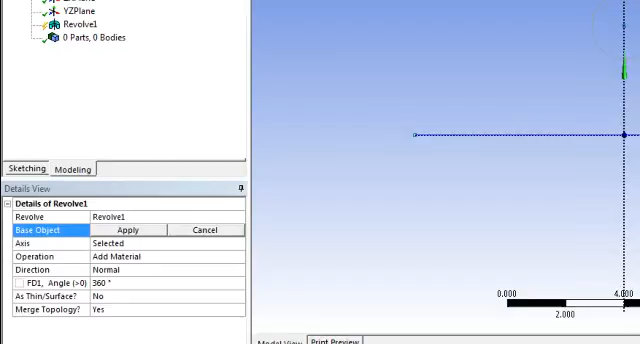 YZPlane
Revolve1
0 Parts, 0 Bodies
Sketching Modeling
Details View
Details of Revolve1
Revolve Revolve1
Base Object Apply Cancel
Axis Selected
Operation Add Material
Direction Normal
FD1, Angle (>0) 360 °
As Thin/Surface? No
Merge Topology? Yes
0.000 4.000
2.000
Model View Print Preview